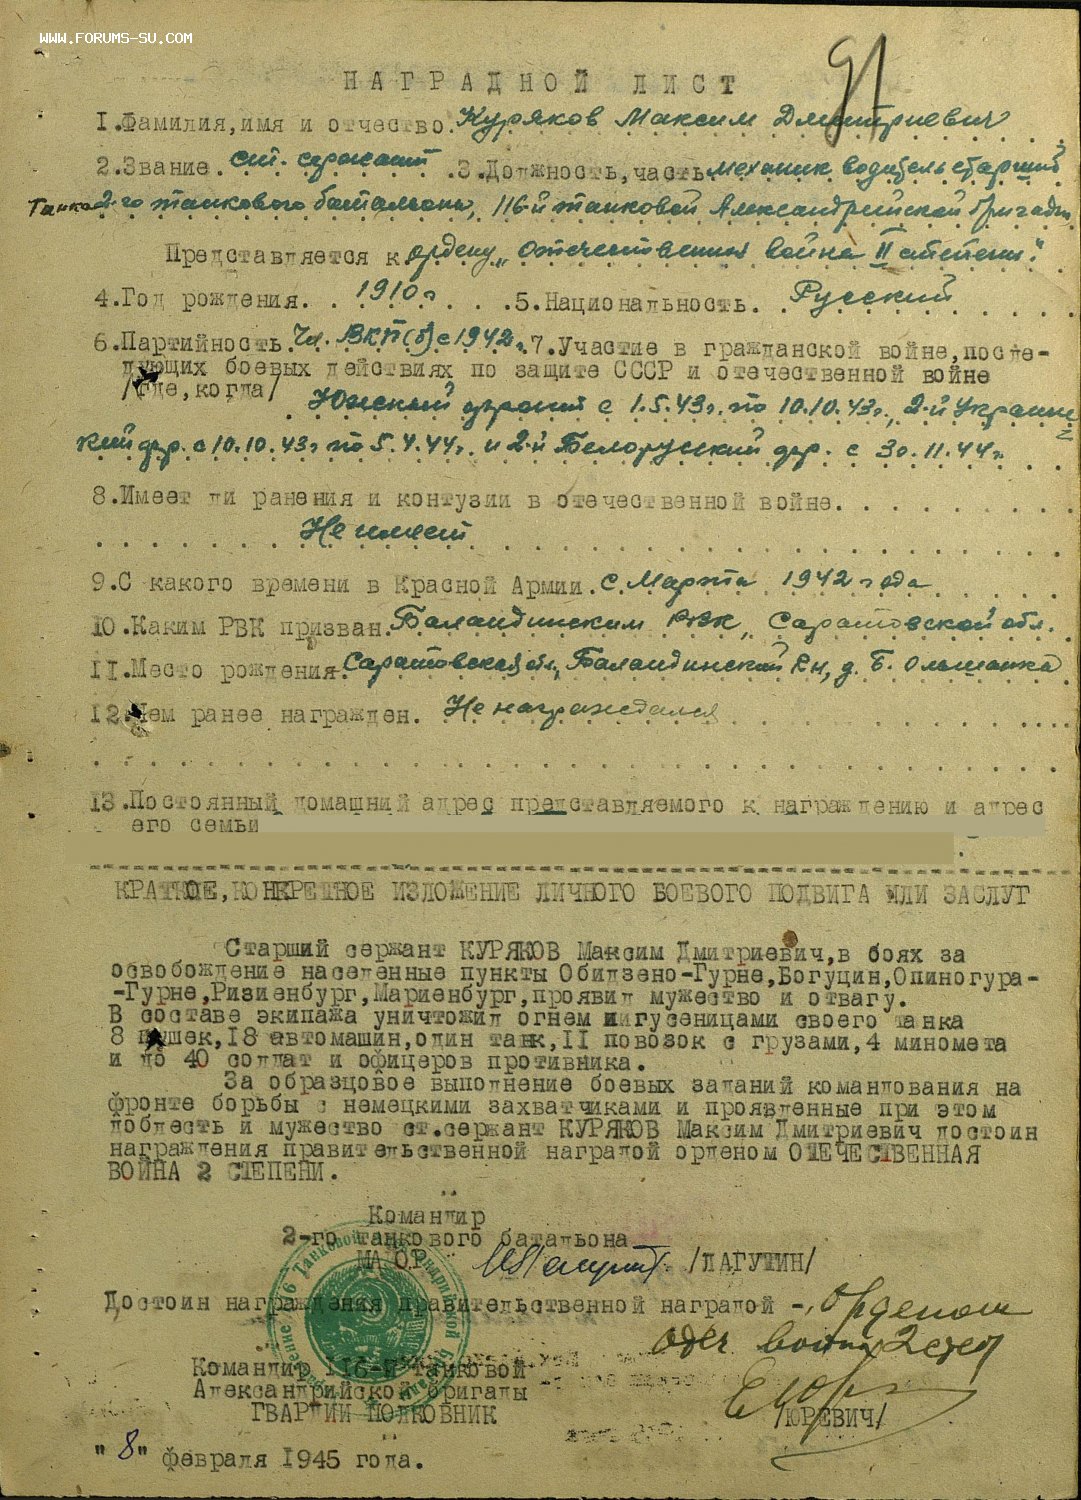 WWW.FORUMS-SU.COM
91
НАГРАДНОЙ ЛИСТ
1.Фамилия,имя и отчество. Куряков Максим Дмитриевич
2.Звание. ст. сержант .3.Должность,часть механик водитель старший
танка 2-го танкового батальона, 116-й танковой Александрийской бригады
Представляется к ордену „Отечественная война II степени".
4.Год рождения. . 1910 г . . .5.Национальность. . Русский
6.Партийность. Чл. ВКП(б) с 1942 г. 7.Участие в гражданской войне,после-
дующих боевых действиях по защите СССР и отечественной войне
/где,когда/ Южный фронт с 1.5.43 г. по 10.10.43 г., 2-й Украинс
кий фр. с 10.10.43 г по 5.4.44 г. и 2-й Белорусский фр. с 30.11.44 г.
8.Имеет ли ранения и контузии в отечественной войне.
Не имеет
9.С какого времени в Красной Армии. с Марта 1942 года
10.Каким РВК призван. Баландинским РВК, Саратовской обл.
11.Место рождения. Саратовская обл., Баландинский Р-н, д. Б. Ольшанка
12.Чем ранее награжден. Не награждался
13.Постоянный домашний адрес представляемого к награждению и адрес
его семьи
КРАТКОЕ,КОНКРЕТНОЕ ИЗЛОЖЕНИЕ ЛИЧНОГО БОЕВОГО ПОДВИГА ИЛИ ЗАСЛУГ
Старший сержант КУРЯКОВ Максим Дмитриевич,в боях за
освобождение населенные пункты Обидзено-Гурне,Богуцин,Опиногура-
-Гурне,Ризиенбург,Мариенбург,проявил мужество и отвагу.
В составе экипажа уничтожил огнем и гусеницами своего танка
8 пушек,18 автомашин,один танк,11 повозок с грузами,4 миномета
и до 40 солдат и офицеров противника.
За образцовое выполнение боевых заданий командования на
фронте борьбы с немецкими захватчиками и проявленные при этом
доблесть и мужество ст.сержант КУРЯКОВ Максим Дмитриевич достоин
награждения правительственной наградой орденом ОТЕЧЕСТВЕННАЯ
ВОЙНА 2 СТЕПЕНИ.
Командир
2-го танкового батальона
МАЙОР /ЛАГУТИН/
Достоин награждения правительственной наградой -. орденом
отеч войны 2 степ
Командир 116-й танковой
Александрийской бригады
ГВАРДИИ ПОЛКОВНИК /ЮРЕВИЧ/
"8" февраля 1945 года.